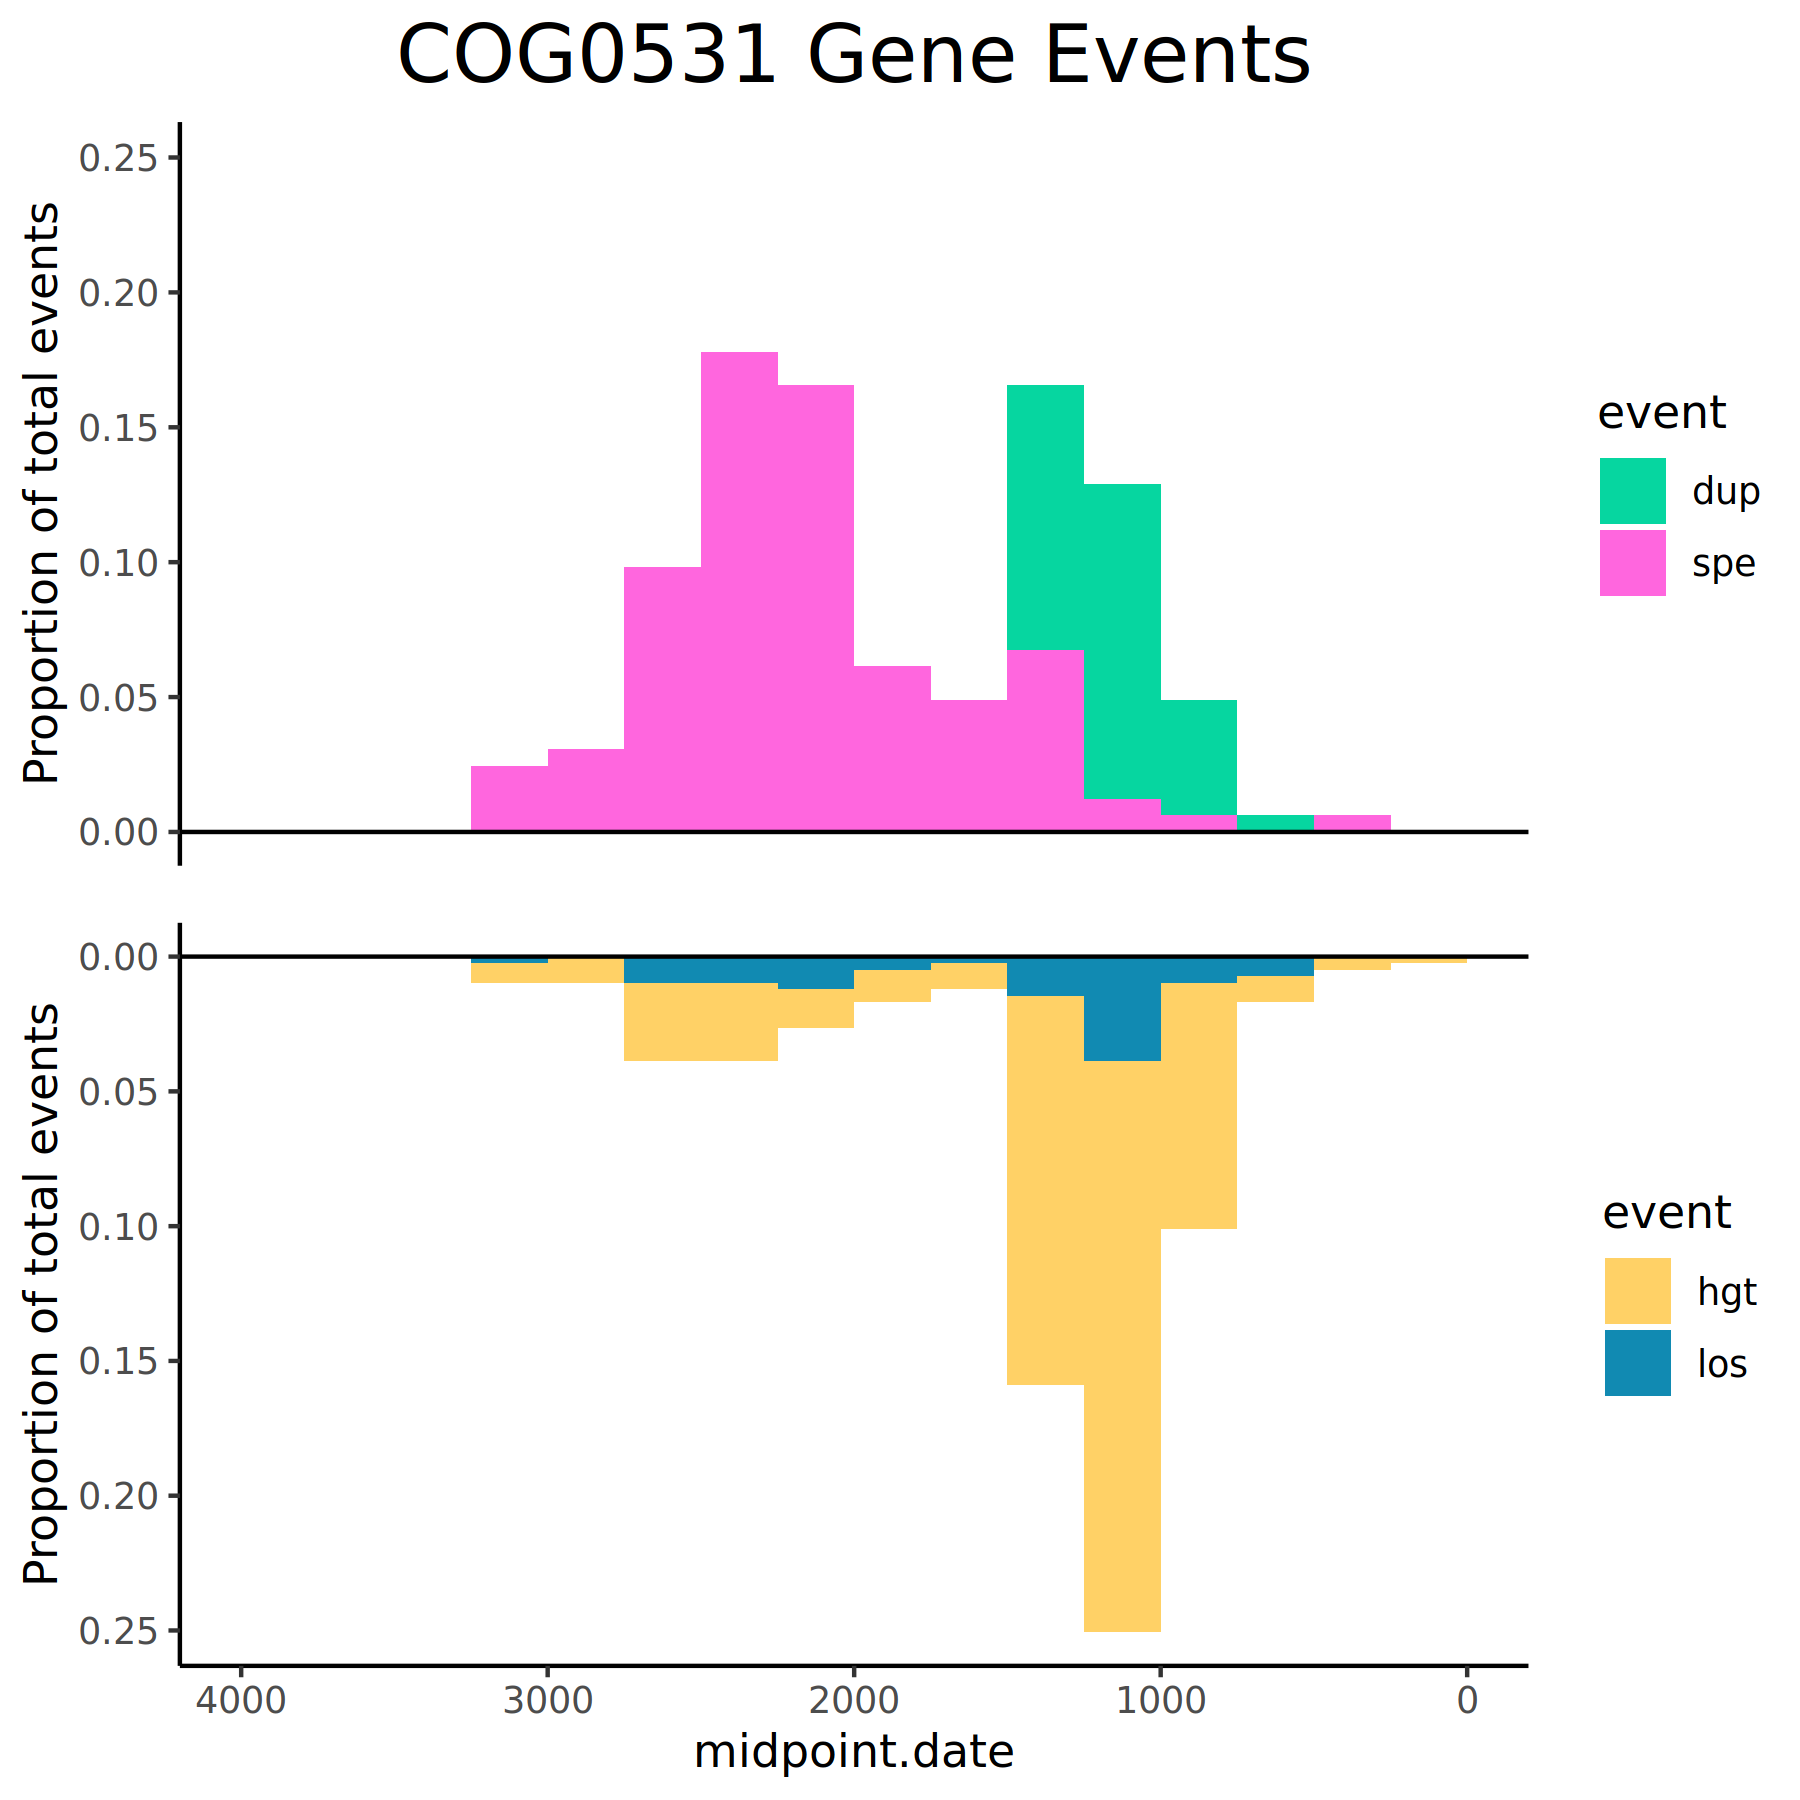 COG0531 Gene Events
Proportion of total events
0.25
0.20
0.15
0.10
0.05
0.00
event
dup
spe
Proportion of total events
0.00
0.05
0.10
0.15
0.20
0.25
event
hgt
los
4000 3000 2000 1000 0
midpoint.date